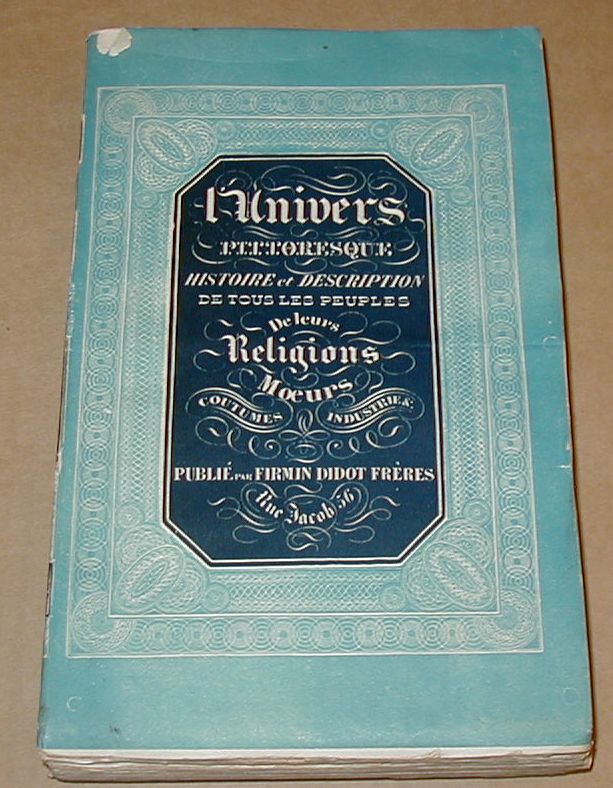 l'Univers
PITTORESQUE
HISTOIRE et DESCRIPTION
DE TOUS LES PEUPLES
De leurs
Religions
Mœurs
COUTUMES INDUSTRIE &.
PUBLIÉ PAR FIRMIN DIDOT FRÈRES
Rue Jacob 56